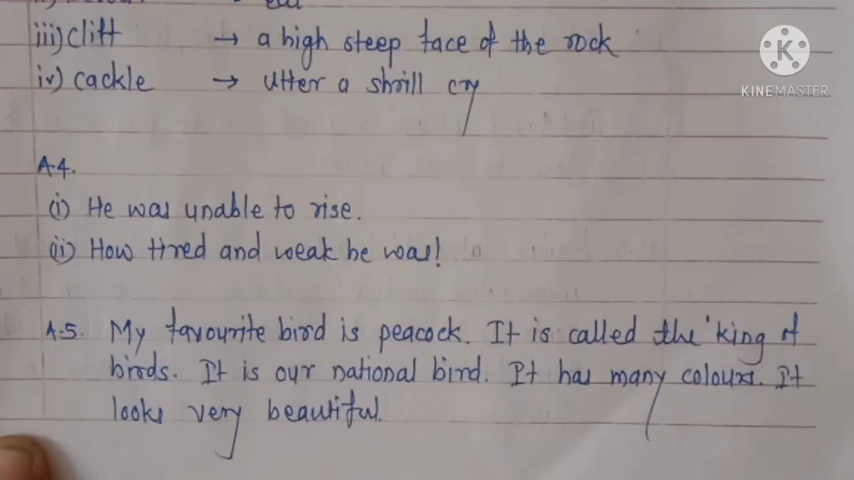 iii) cliff → a high steep face of the rock
iv) cackle → utter a shrill cry
KINEMASTER
A.4.
(i) He was unable to rise.
(ii) How tired and weak he was!
A.5. My favourite bird is peacock. It is called the 'king of
birds. It is our national bird. It has many colours. It
looks very beautiful.